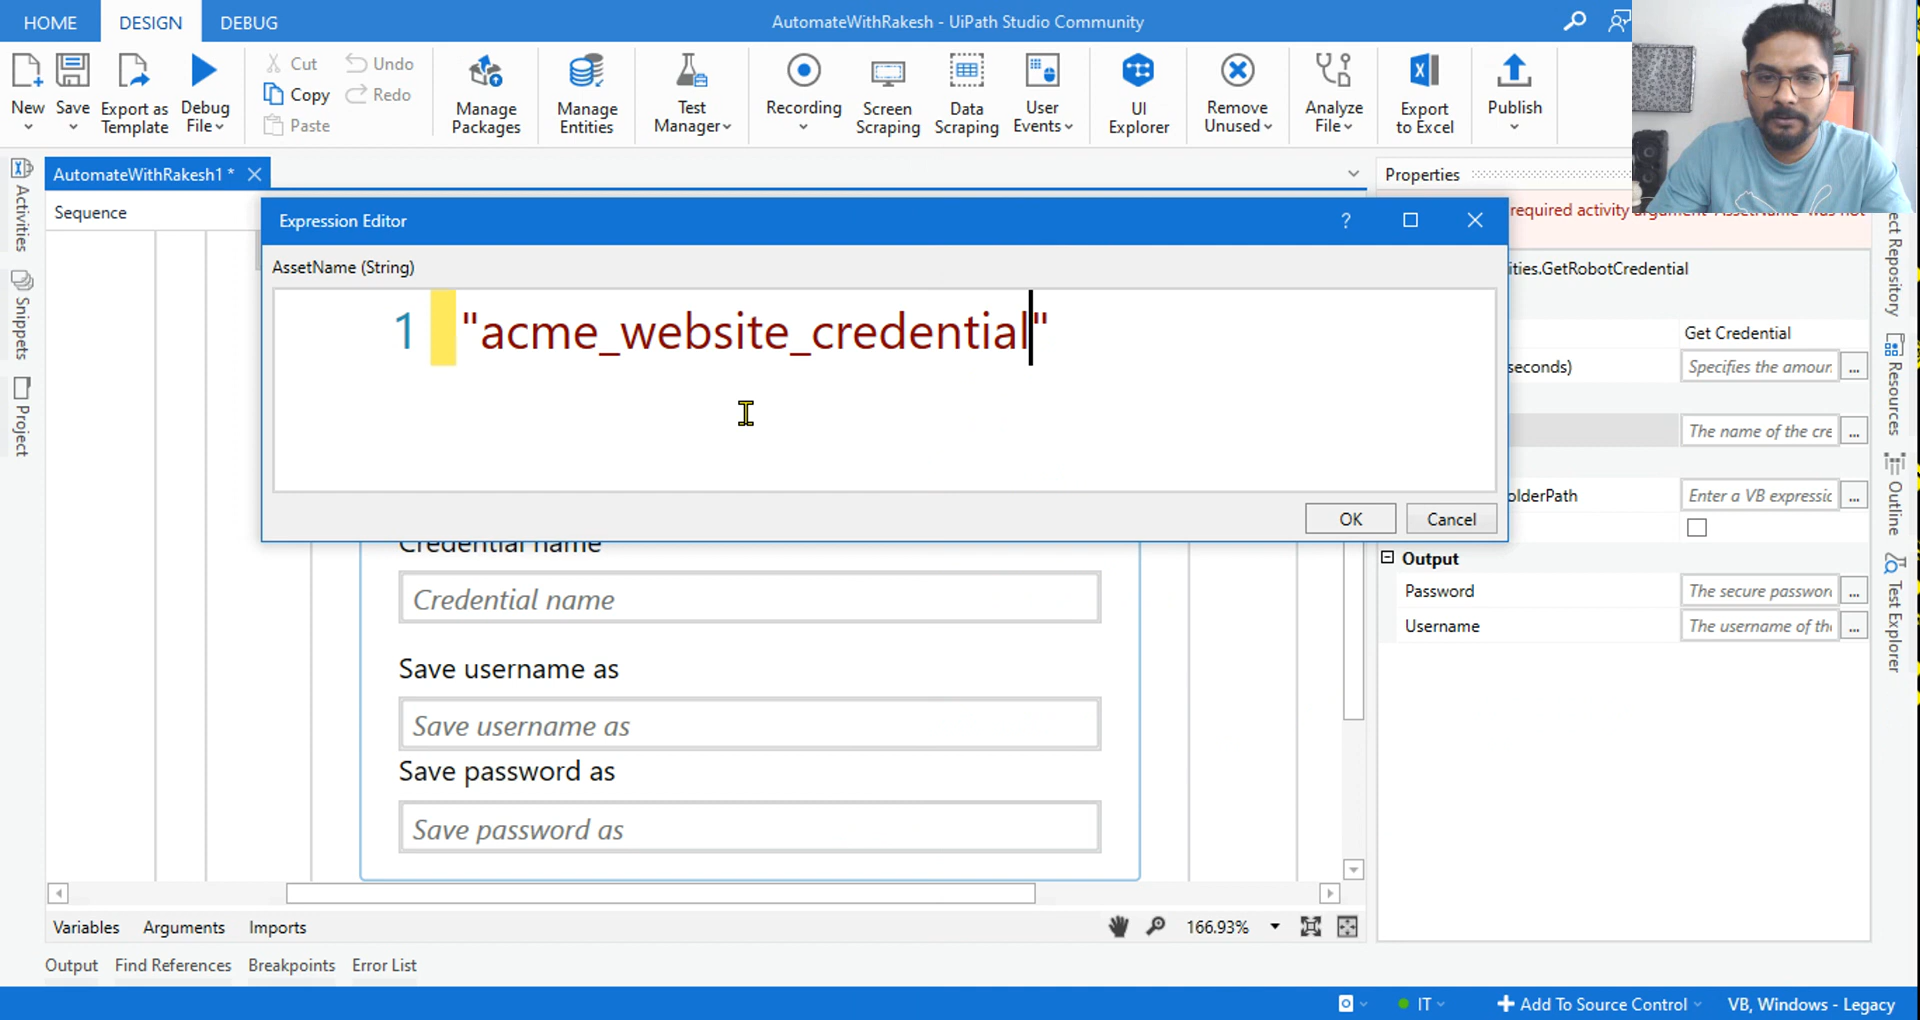 HOME DESIGN DEBUG AutomateWithRakesh - UiPath Studio Community
New Save Export as Template Debug File
Cut Copy Paste Undo Redo
Manage Packages Manage Entities Test Manager Recording Screen Scraping Data Scraping User Events UI Explorer Remove Unused Analyze File Export to Excel Publish
AutomateWithRakesh1 * Properties
Activities
Snippets
Project
Sequence
Expression Editor ?
required activity argument
AssetName (String)
ities.GetRobotCredential
1 "acme_website_credential"
Get Credential
seconds) Specifies the amour ...
The name of the cre ...
olderPath Enter a VB expressic ...
OK Cancel
Credential name
Credential name
Output
Password The secure password ...
Username The username of th ...
Save username as
Save username as
Save password as
Save password as
ect Repository
Resources
Outline
Test Explorer
Variables Arguments Imports 166.93%
Output Find References Breakpoints Error List
IT Add To Source Control VB, Windows - Legacy